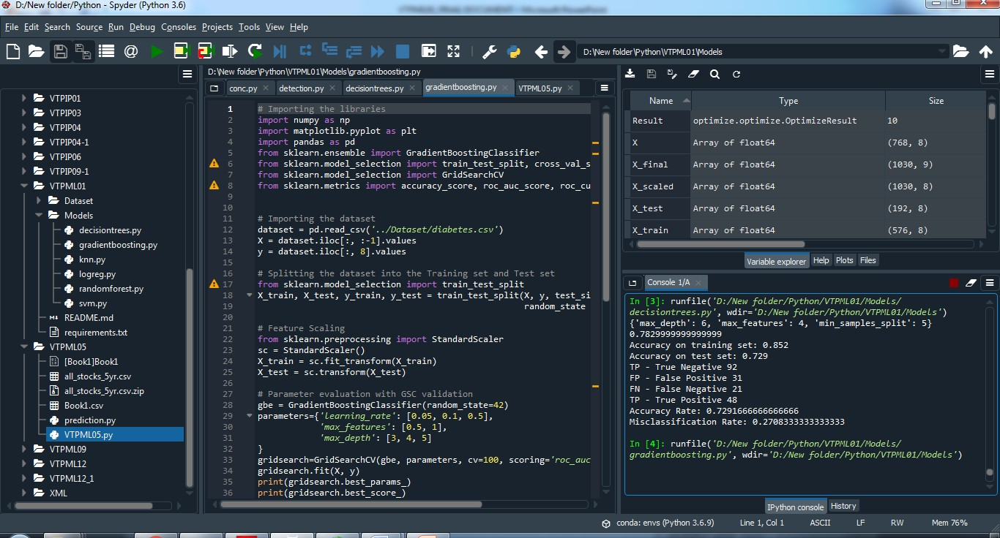 D:/New folder/Python - Spyder (Python 3.6)
File Edit Search Source Run Debug Consoles Projects Tools View Help
D:\New folder\Python\VTPML01\Models
VTPIP01
VTPIP03
VTPIP04
VTPIP04-1
VTPIP06
VTPIP09-1
VTPML01
Dataset
Models
decisiontrees.py
gradientboosting.py
knn.py
logreg.py
randomforest.py
svm.py
README.md
requirements.txt
VTPML05
[Book1]Book1
all_stocks_5yr.csv
all_stocks_5yr.csv.zip
Book1.csv
prediction.py
VTPML05.py
VTPML09
VTPML12
VTPML12_1
XML
D:\New folder\Python\VTPML01\Models\gradientboosting.py
conc.py detection.py decisiontrees.py gradientboosting.py VTPML05.py
1 # Importing the libraries
2 import numpy as np
3 import matplotlib.pyplot as plt
4 import pandas as pd
5 from sklearn.ensemble import GradientBoostingClassifier
6 from sklearn.model_selection import train_test_split, cross_val_s
7 from sklearn.model_selection import GridSearchCV
8 from sklearn.metrics import accuracy_score, roc_auc_score, roc_cu
9
10
11 # Importing the dataset
12 dataset = pd.read_csv('../Dataset/diabetes.csv')
13 X = dataset.iloc[:, :-1].values
14 y = dataset.iloc[:, 8].values
15
16 # Splitting the dataset into the Training set and Test set
17 from sklearn.model_selection import train_test_split
18 X_train, X_test, y_train, y_test = train_test_split(X, y, test_si
19 random_state
20
21 # Feature Scaling
22 from sklearn.preprocessing import StandardScaler
23 sc = StandardScaler()
24 X_train = sc.fit_transform(X_train)
25 X_test = sc.transform(X_test)
26
27 # Parameter evaluation with GSC validation
28 gbe = GradientBoostingClassifier(random_state=42)
29 parameters={'learning_rate': [0.05, 0.1, 0.5],
30 'max_features': [0.5, 1],
31 'max_depth': [3, 4, 5]
32 }
33 gridsearch=GridSearchCV(gbe, parameters, cv=100, scoring='roc_auc
34 gridsearch.fit(X, y)
35 print(gridsearch.best_params_)
36 print(gridsearch.best_score_)
Name Type Size
Result optimize.optimize.OptimizeResult 10
X Array of float64 (768, 8)
X_final Array of float64 (1030, 9)
X_scaled Array of float64 (1030, 8)
X_test Array of float64 (192, 8)
X_train Array of float64 (576, 8)
Variable explorer Help Plots Files
Console 1/A
In [3]: runfile('D:/New folder/Python/VTPML01/Models/
decisiontrees.py', wdir='D:/New folder/Python/VTPML01/Models')
{'max_depth': 6, 'max_features': 4, 'min_samples_split': 5}
0.7829999999999999
Accuracy on training set: 0.852
Accuracy on test set: 0.729
TP - True Negative 92
FP - False Positive 31
FN - False Negative 21
TP - True Positive 48
Accuracy Rate: 0.7291666666666666
Misclassification Rate: 0.2708333333333333
In [4]: runfile('D:/New folder/Python/VTPML01/Models/
gradientboosting.py', wdir='D:/New folder/Python/VTPML01/Models')
IPython console History
conda: envs (Python 3.6.9) Line 1, Col 1 ASCII LF RW Mem 76%